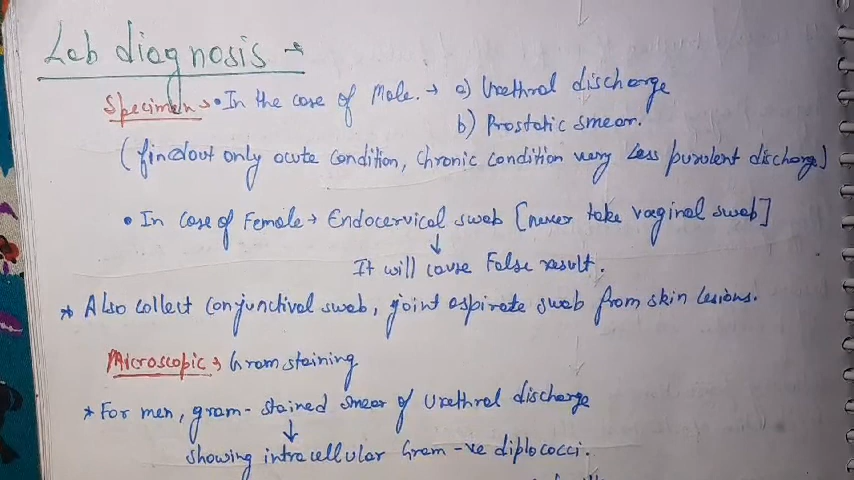 Lab diagnosis →
Specimen → • In the case of Male. → a) Urethral discharge
b) Prostatic smear.
(findout only acute condition, chronic condition very less purulent discharge)
• In case of Female → Endocervical swab [never take vaginal swab]
↓
It will cause False result.
* Also collect conjunctival swab, joint aspirate swab from skin lesions.
Microscopic → Gram staining
* For men, gram-stained smear of Urethral discharge
↓
showing intracellular Gram -ve diplococci.